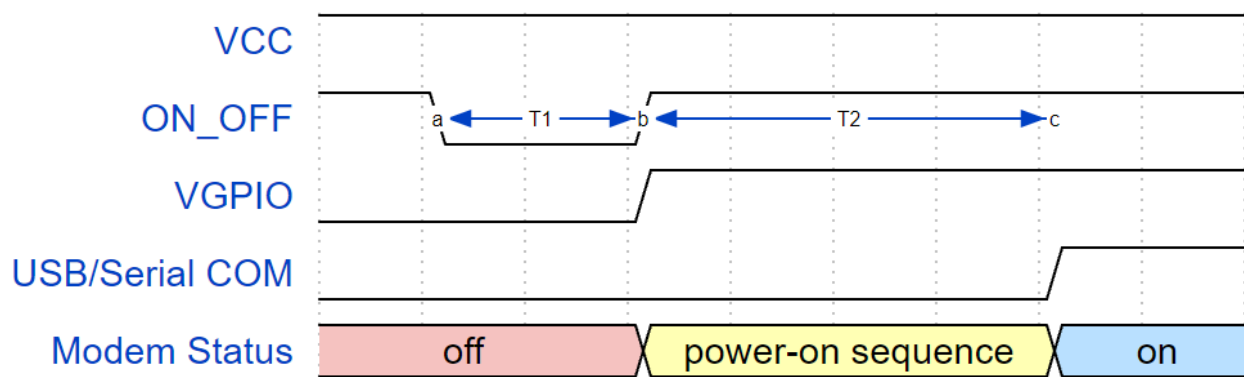 VCC
ON_OFF
a T1 b T2 c
VGPIO
USB/Serial COM
Modem Status
off power-on sequence on